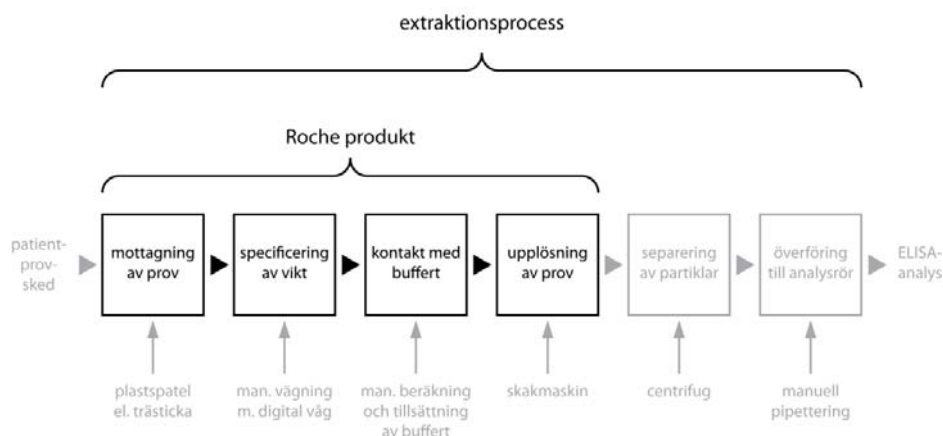 extraktionsprocess
Roche produkt
patient-
prov-
sked
mottagning
av prov
specificering
av vikt
kontakt med
buffert
upplösning
av prov
separering
av partiklar
överföring
till analysrör
ELISA-
analys
plastspatel
el. trästicka
man. vägning
m. digital våg
man. beräkning
och tillsättning
av buffert
skakmaskin
centrifug
manuell
pipettering